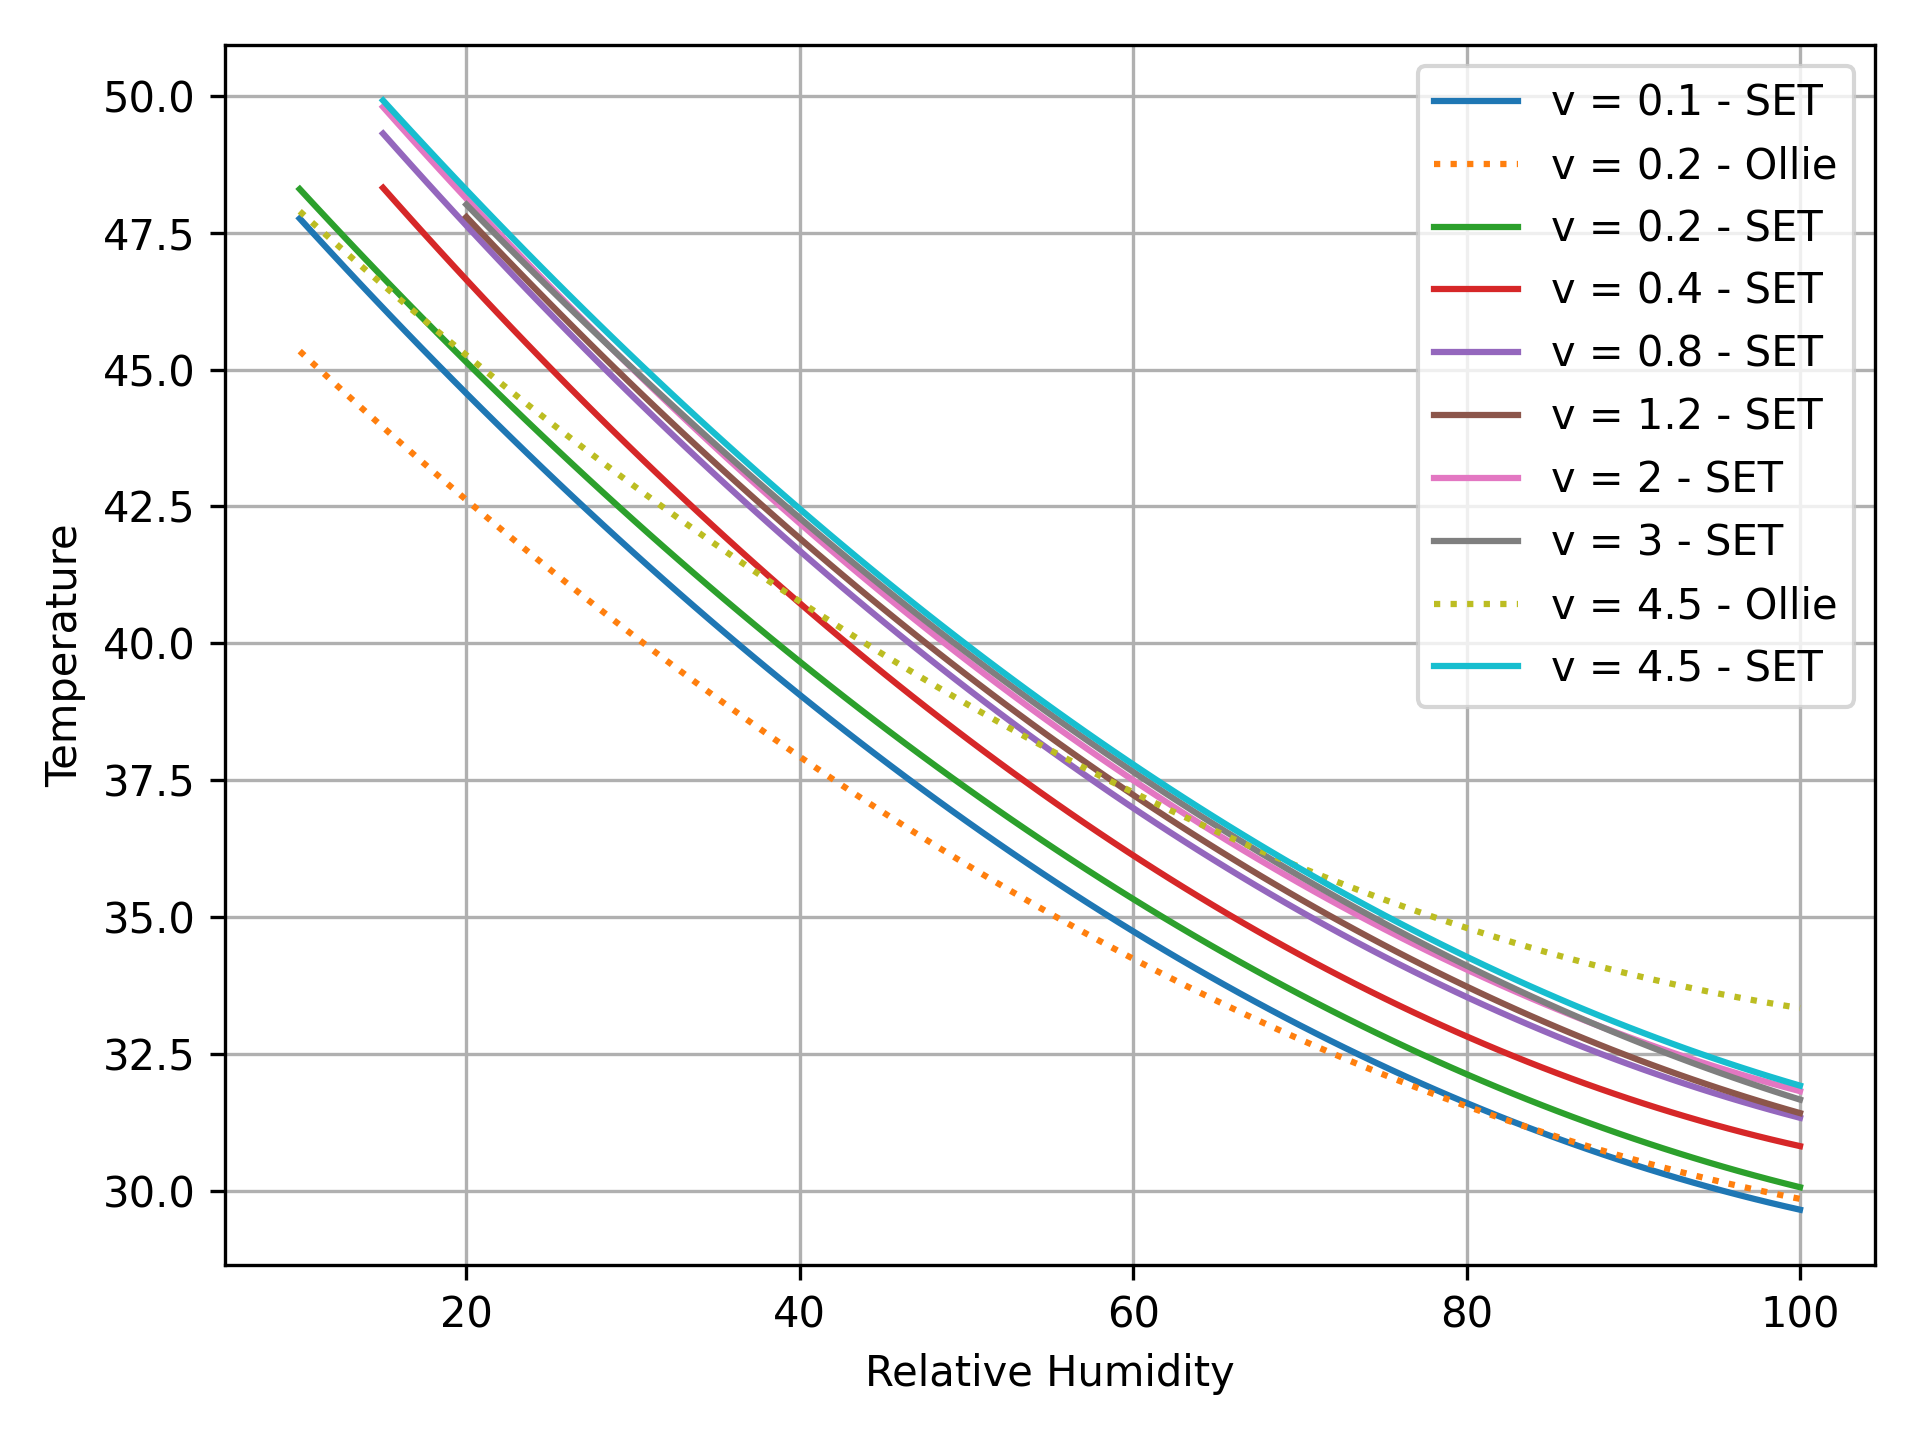 50.0
47.5
45.0
42.5
40.0
37.5
35.0
32.5
30.0
Temperature
20
40
60
80
100
Relative Humidity
v = 0.1 - SET
v = 0.2 - Ollie
v = 0.2 - SET
v = 0.4 - SET
v = 0.8 - SET
v = 1.2 - SET
v = 2 - SET
v = 3 - SET
v = 4.5 - Ollie
v = 4.5 - SET